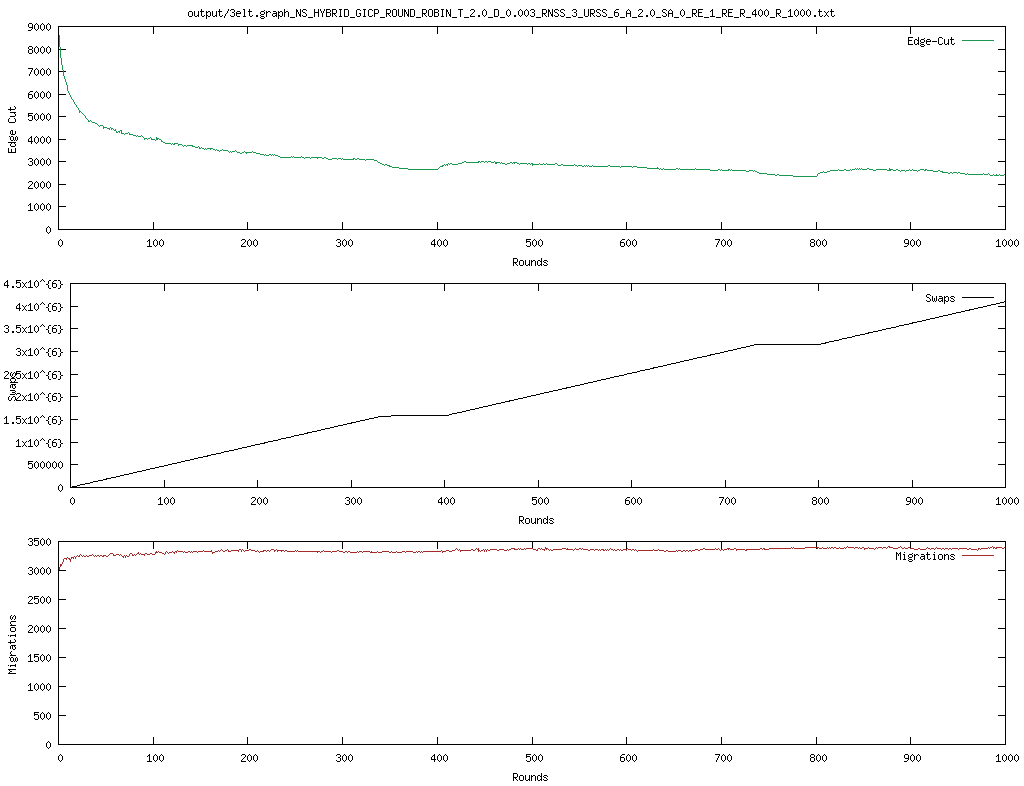 output/3elt.graph_NS_HYBRID_GICP_ROUND_ROBIN_T_2.0_D_0.003_RNSS_3_URSS_6_A_2.0_SA_0_RE_1_RE_R_400_R_1000.txt
9000
8000
7000
6000
5000
4000
3000
2000
1000
0
Edge Cut
Edge-Cut
0 100 200 300 400 500 600 700 800 900 1000
Rounds
4.5x10^{6}
4x10^{6}
3.5x10^{6}
3x10^{6}
2.5x10^{6}
2x10^{6}
1.5x10^{6}
1x10^{6}
500000
0
Swaps
Swaps
0 100 200 300 400 500 600 700 800 900 1000
Rounds
3500
3000
2500
2000
1500
1000
500
0
Migrations
Migrations
0 100 200 300 400 500 600 700 800 900 1000
Rounds